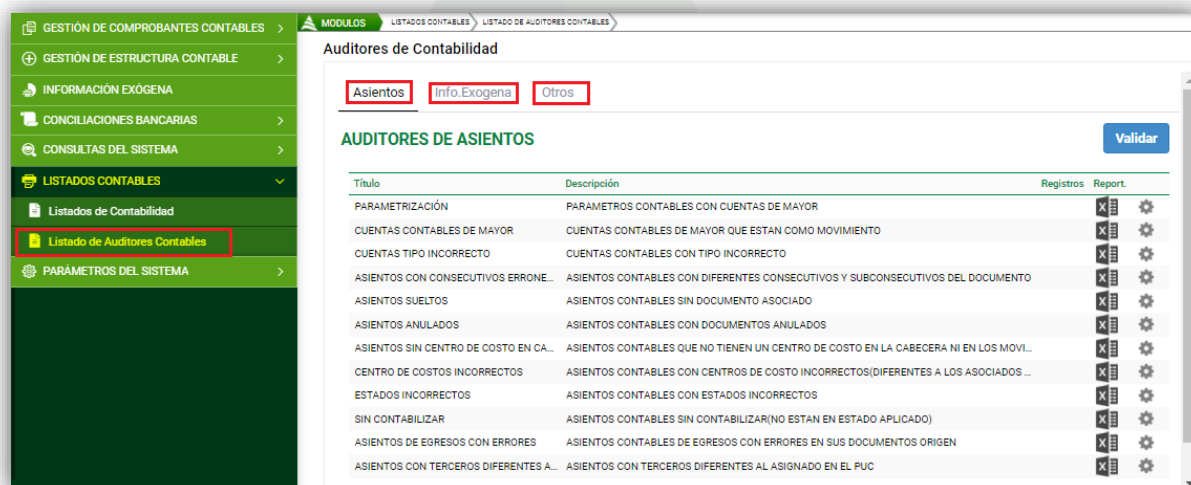 GESTIÓN DE COMPROBANTES CONTABLES
GESTIÓN DE ESTRUCTURA CONTABLE
INFORMACIÓN EXÓGENA
CONCILIACIONES BANCARIAS
CONSULTAS DEL SISTEMA
LISTADOS CONTABLES
Listados de Contabilidad
Listado de Auditores Contables
PARÁMETROS DEL SISTEMA
MODULOS LISTADOS CONTABLES LISTADO DE AUDITORES CONTABLES
Auditores de Contabilidad
Asientos Info.Exogena Otros
AUDITORES DE ASIENTOS Validar
Título Descripción Registros Report.
PARAMETRIZACIÓN PARAMETROS CONTABLES CON CUENTAS DE MAYOR
CUENTAS CONTABLES DE MAYOR CUENTAS CONTABLES DE MAYOR QUE ESTAN COMO MOVIMIENTO
CUENTAS TIPO INCORRECTO CUENTAS CONTABLES CON TIPO INCORRECTO
ASIENTOS CON CONSECUTIVOS ERRONE... ASIENTOS CONTABLES CON DIFERENTES CONSECUTIVOS Y SUBCONSECUTIVOS DEL DOCUMENTO
ASIENTOS SUELTOS ASIENTOS CONTABLES SIN DOCUMENTO ASOCIADO
ASIENTOS ANULADOS ASIENTOS CONTABLES CON DOCUMENTOS ANULADOS
ASIENTOS SIN CENTRO DE COSTO EN CA... ASIENTOS CONTABLES QUE NO TIENEN UN CENTRO DE COSTO EN LA CABECERA NI EN LOS MOVI...
CENTRO DE COSTOS INCORRECTOS ASIENTOS CONTABLES CON CENTROS DE COSTO INCORRECTOS(DIFERENTES A LOS ASOCIADOS ...
ESTADOS INCORRECTOS ASIENTOS CONTABLES CON ESTADOS INCORRECTOS
SIN CONTABILIZAR ASIENTOS CONTABLES SIN CONTABILIZAR(NO ESTAN EN ESTADO APLICADO)
ASIENTOS DE EGRESOS CON ERRORES ASIENTOS CONTABLES DE EGRESOS CON ERRORES EN SUS DOCUMENTOS ORIGEN
ASIENTOS CON TERCEROS DIFERENTES A... ASIENTOS CON TERCEROS DIFERENTES AL ASIGNADO EN EL PUC